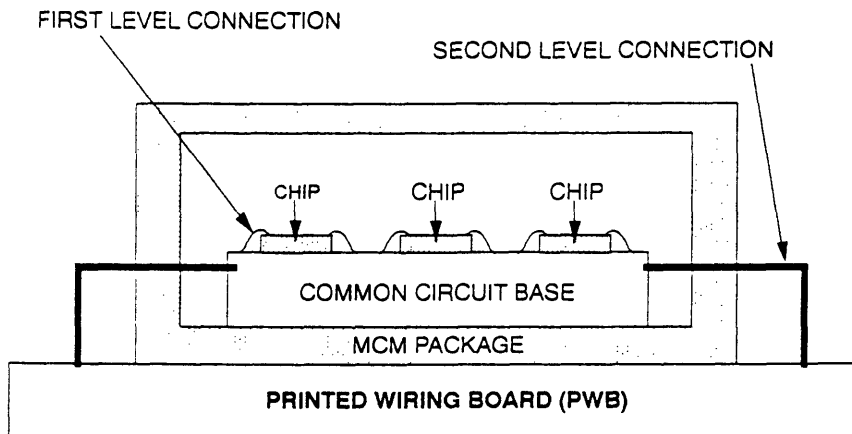 FIRST LEVEL CONNECTION
SECOND LEVEL CONNECTION
CHIP
CHIP
CHIP
COMMON CIRCUIT BASE
MCM PACKAGE
PRINTED WIRING BOARD (PWB)